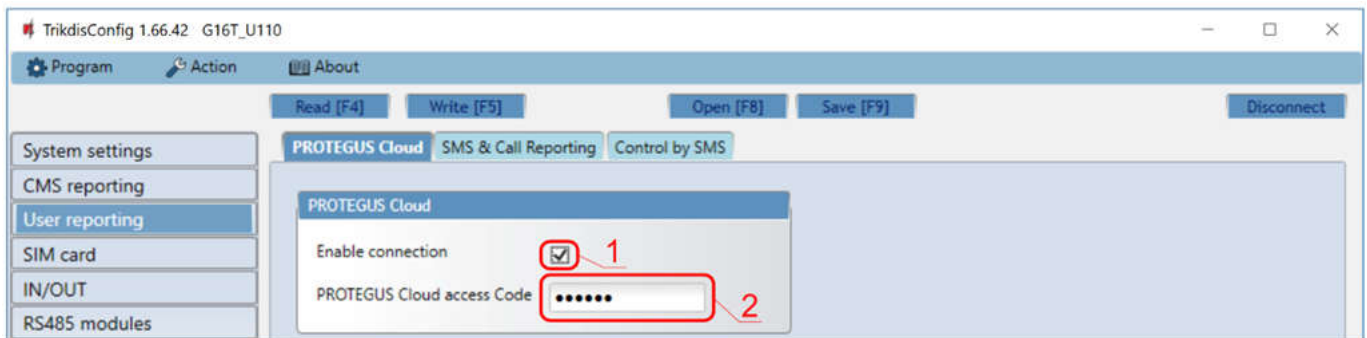 TrikdisConfig 1.66.42 G16T_U110
Program Action About
Read [F4] Write [F5] Open [F8] Save [F9] Disconnect
System settings
CMS reporting
User reporting
SIM card
IN/OUT
RS485 modules
PROTEGUS Cloud SMS & Call Reporting Control by SMS
PROTEGUS Cloud
Enable connection 1
PROTEGUS Cloud access Code •••••• 2